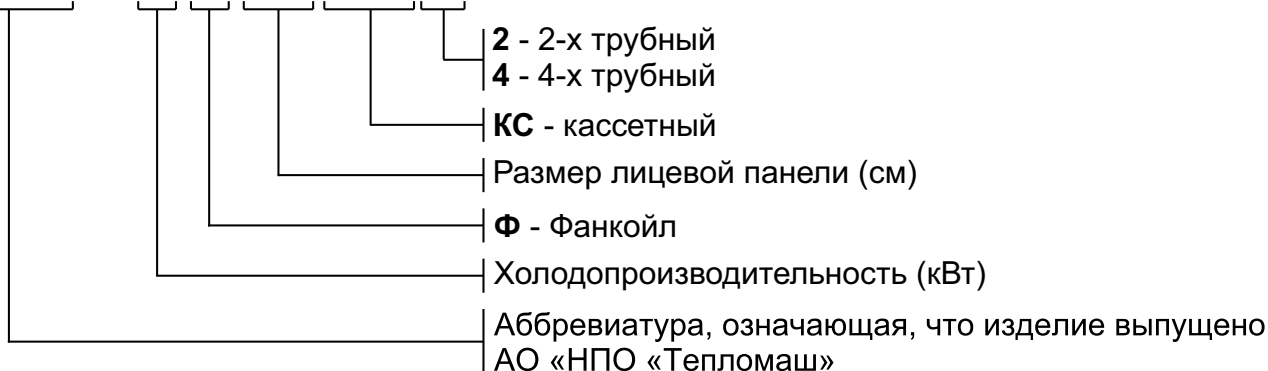 2 - 2-х трубный
4 - 4-х трубный
КС - кассетный
Размер лицевой панели (см)
Ф - Фанкойл
Холодопроизводительность (кВт)
Аббревиатура, означающая, что изделие выпущено
АО «НПО «Тепломаш»